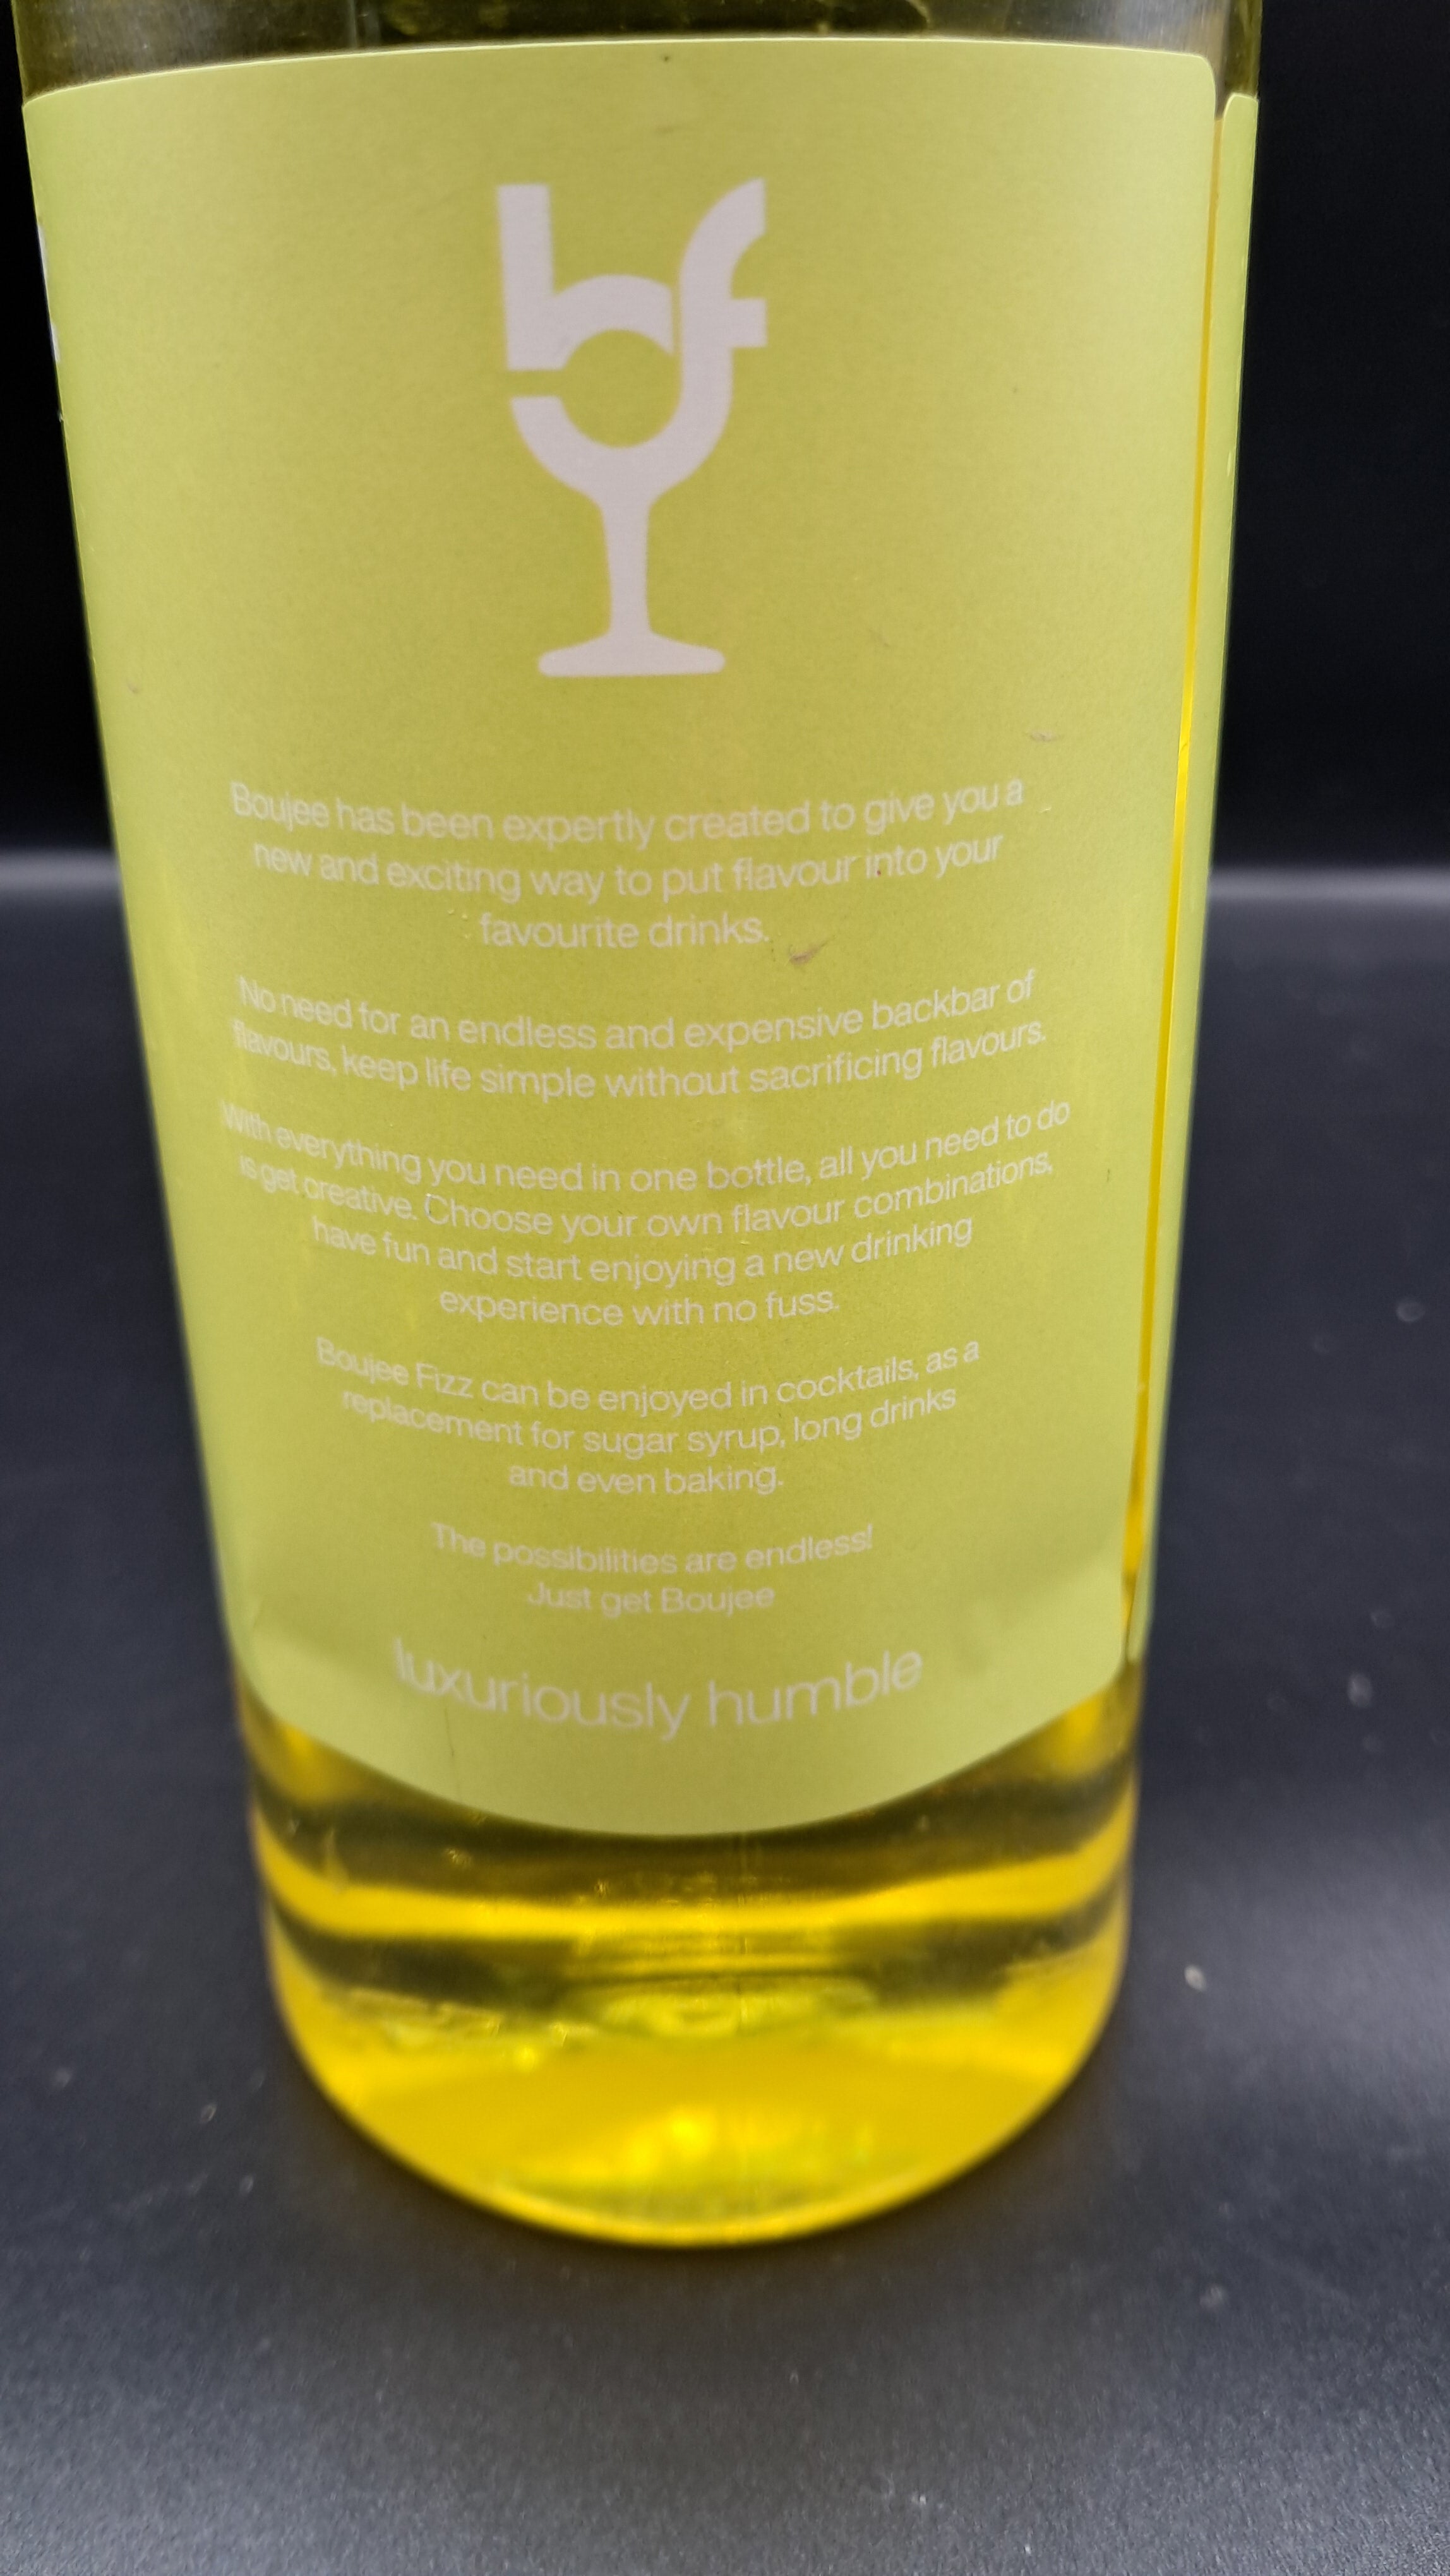 bf
Boujee has been expertly created to give you a
new and exciting way to put flavour into your
favourite drinks.
No need for an endless and expensive backbar of
flavours, keep life simple without sacrificing flavours.
With everything you need in one bottle, all you need to do
is get creative. Choose your own flavour combinations,
have fun and start enjoying a new drinking
experience with no fuss.
Boujee Fizz can be enjoyed in cocktails, as a
replacement for sugar syrup, long drinks
and even baking.
The possibilities are endless!
Just get Boujee
luxuriously humble